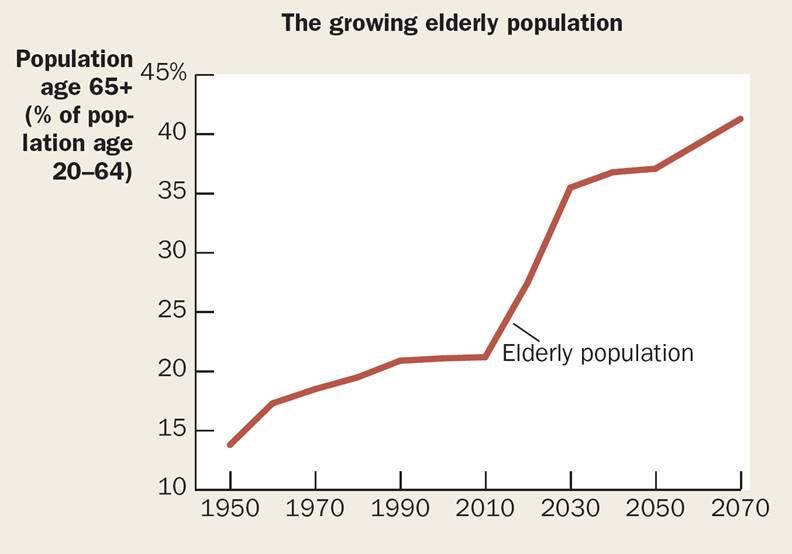 The growing elderly population
Population
age 65+
(% of pop-
lation age
20–64)
45%
40
35
30
25
20
15
10
Elderly population
1950 1970 1990 2010 2030 2050 2070